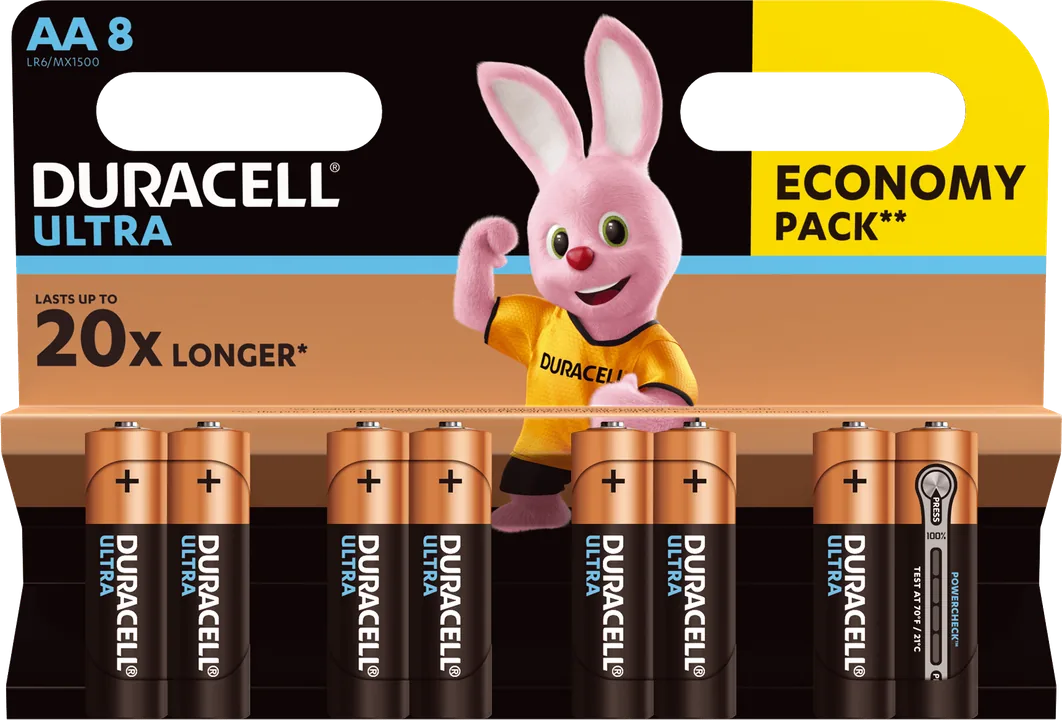 AA 8
LR6/MX1500
DURACELL®
ULTRA
ECONOMY
PACK**
LASTS UP TO
20x LONGER*
DURACELL
+
+
+
+
+
+
+
DURACELL®
ULTRA
DURACELL®
ULTRA
DURACELL®
ULTRA
DURACELL®
ULTRA
DURACELL®
ULTRA
DURACELL®
ULTRA
DURACELL®
ULTRA
PRESS
100%
TEST AT 70°F / 21°C
POWERCHECK™